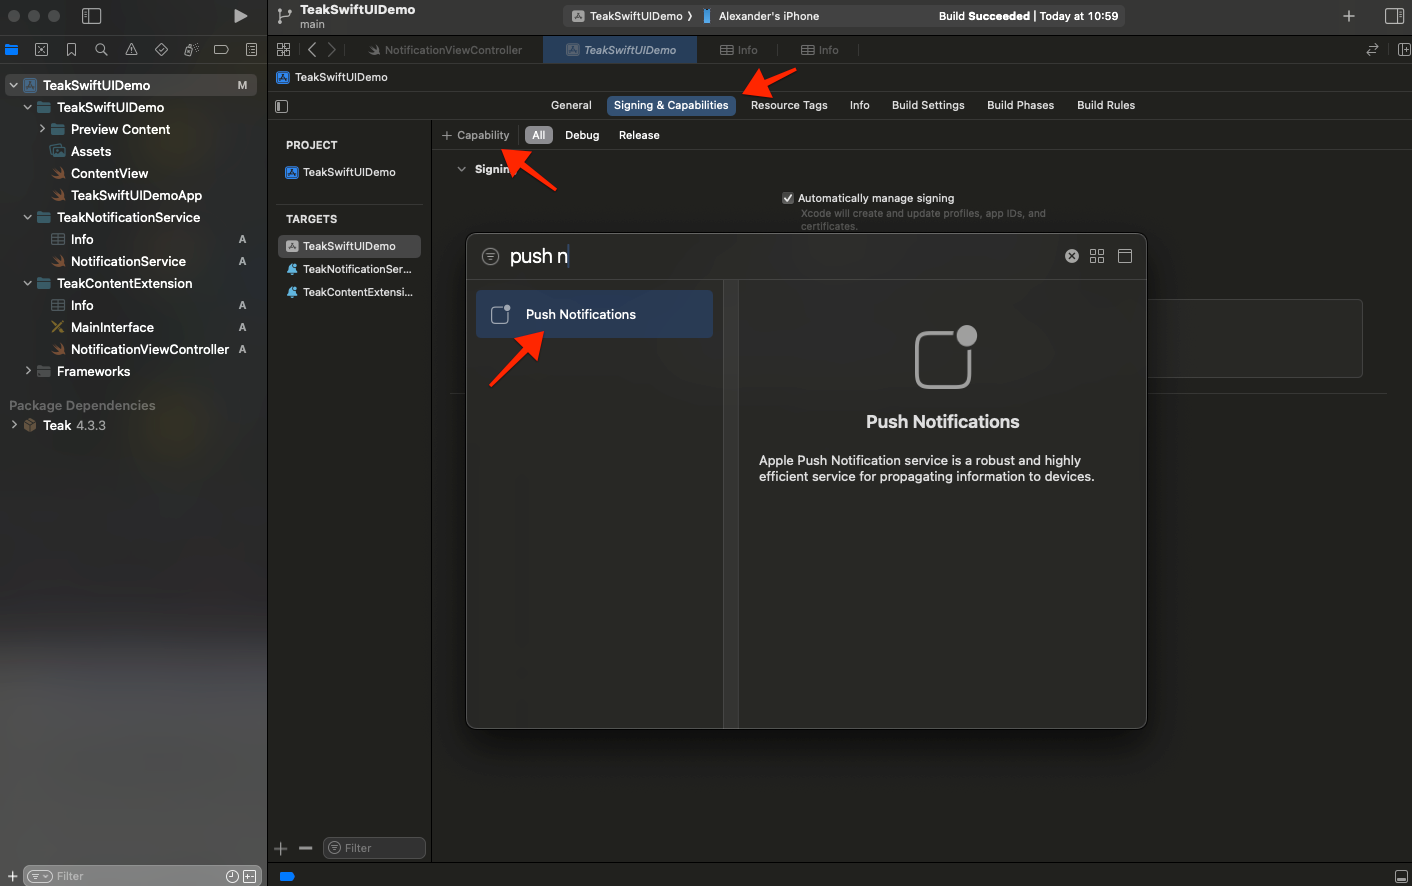 TeakSwiftUIDemo
main
TeakSwiftUIDemo
Alexander's iPhone
Build Succeeded | Today at 10:59
NotificationViewController
TeakSwiftUIDemo
Info
Info
TeakSwiftUIDemo
General
Signing & Capabilities
Resource Tags
Info
Build Settings
Build Phases
Build Rules
TeakSwiftUIDemo
M
TeakSwiftUIDemo
Preview Content
Assets
ContentView
TeakSwiftUIDemoApp
TeakNotificationService
Info
A
NotificationService
A
TeakContentExtension
Info
A
MainInterface
A
NotificationViewController
A
Frameworks
Package Dependencies
Teak 4.3.3
Filter
PROJECT
TeakSwiftUIDemo
TARGETS
TeakSwiftUIDemo
TeakNotificationSer...
TeakContentExtensi...
Filter
+ Capability
All
Debug
Release
Signin
Automatically manage signing
Xcode will create and update profiles, app IDs, and
certificates.
push n
Push Notifications
Push Notifications
Apple Push Notification service is a robust and highly
efficient service for propagating information to devices.